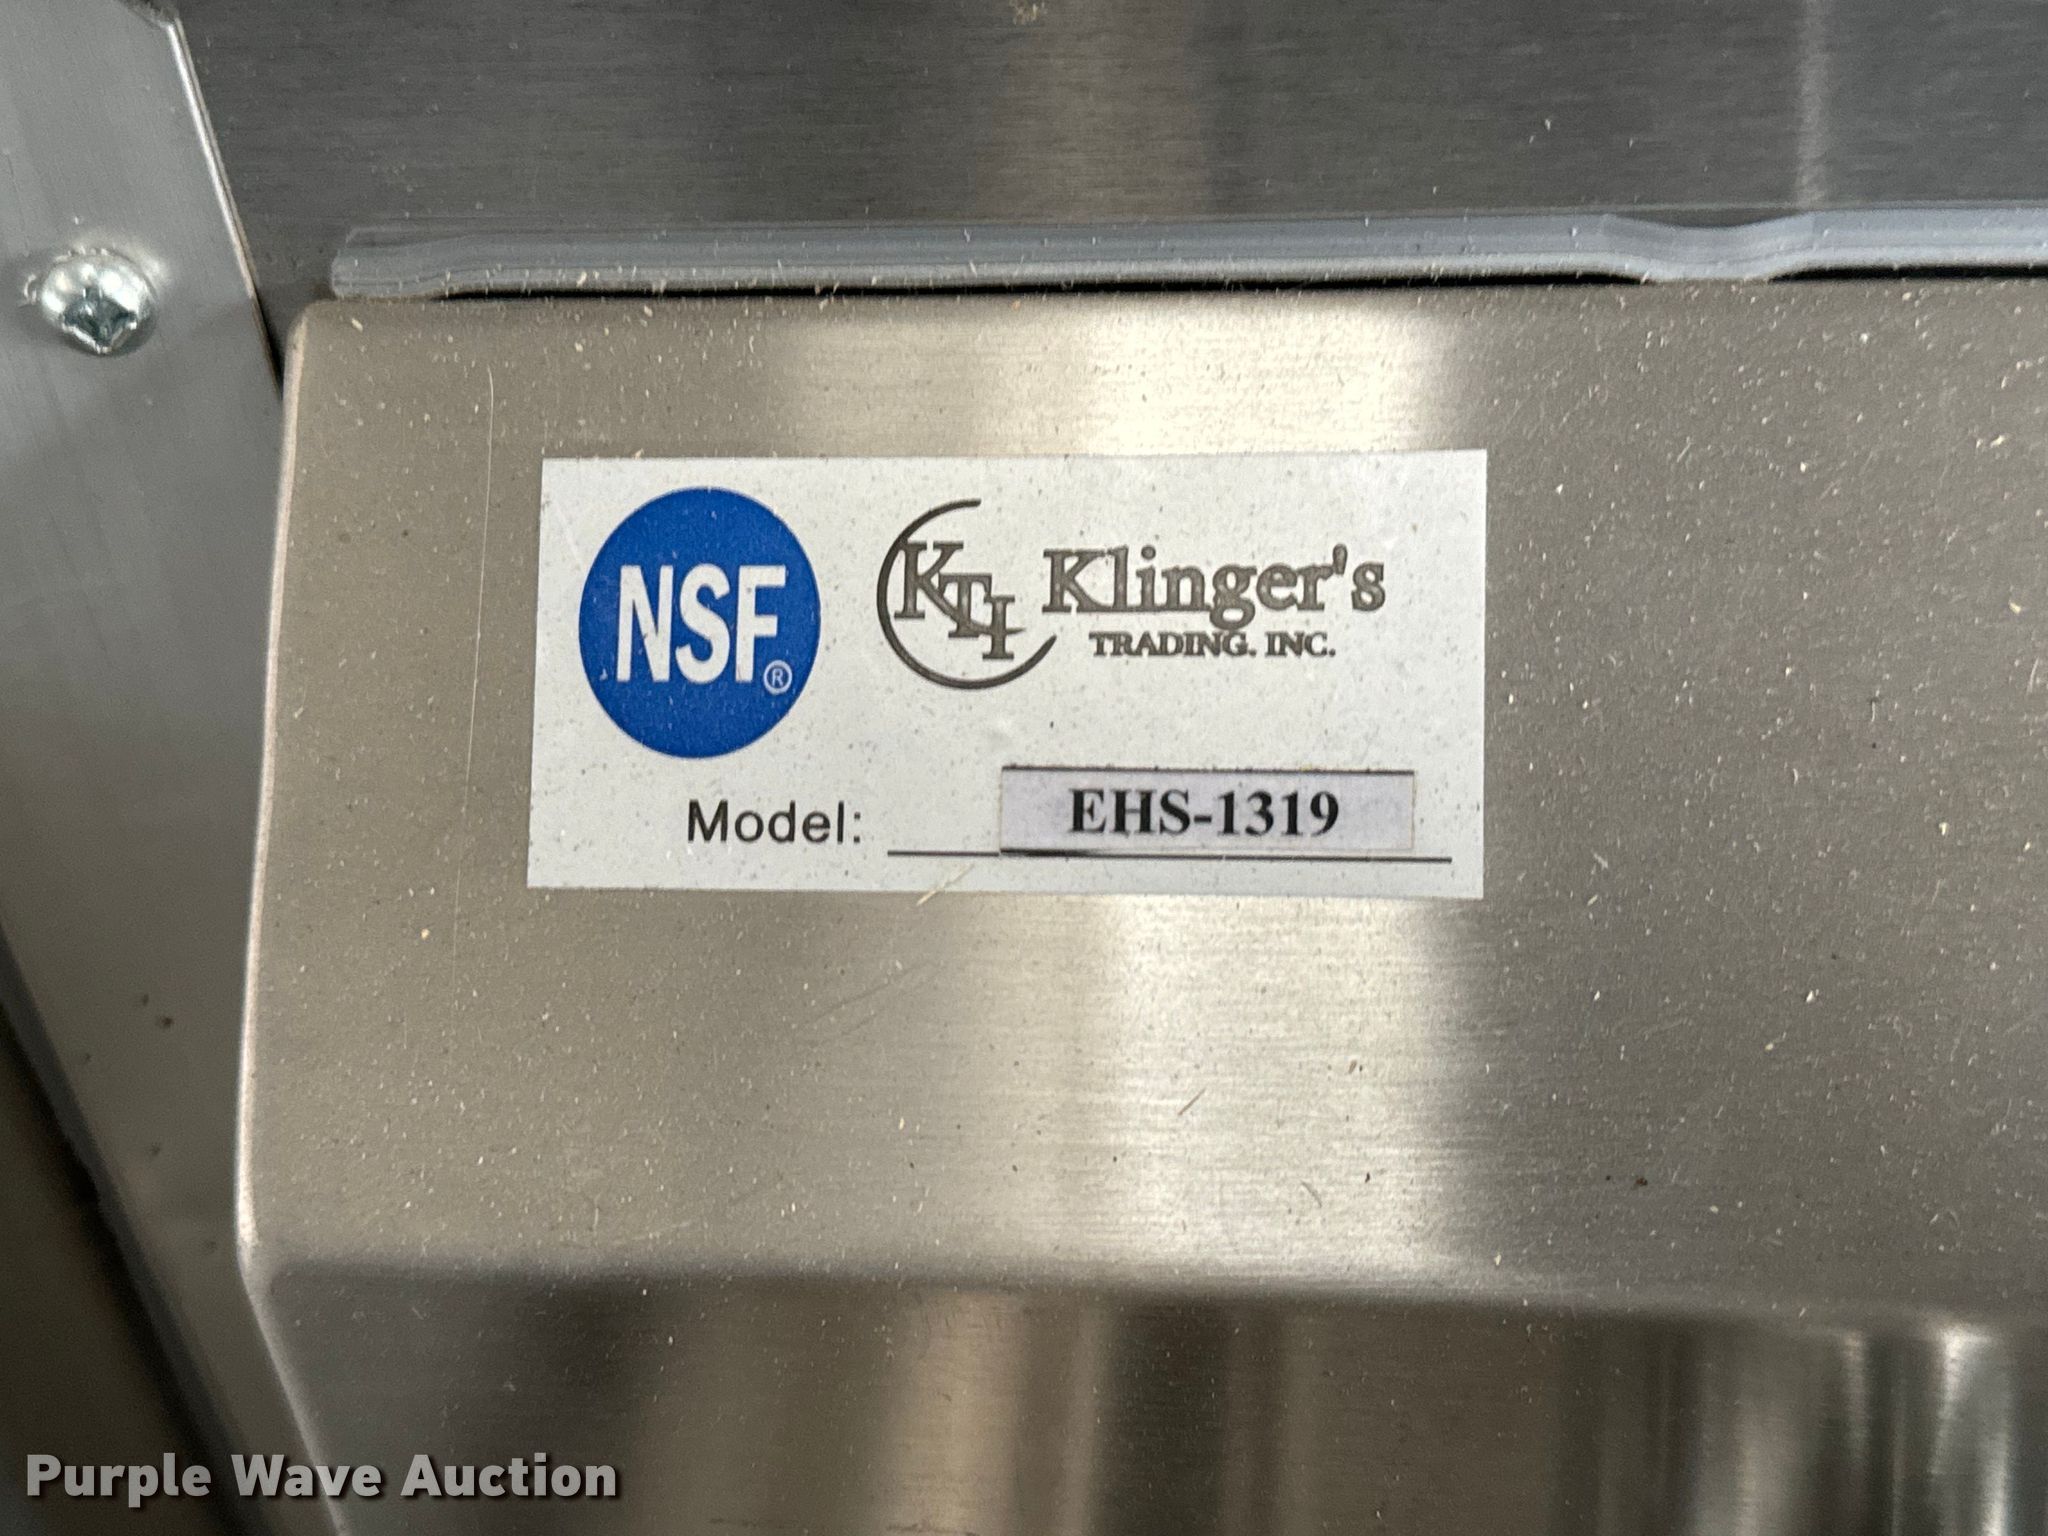 NSF®
KTI Klinger's
TRADING. INC.
Model: EHS-1319
Purple Wave Auction